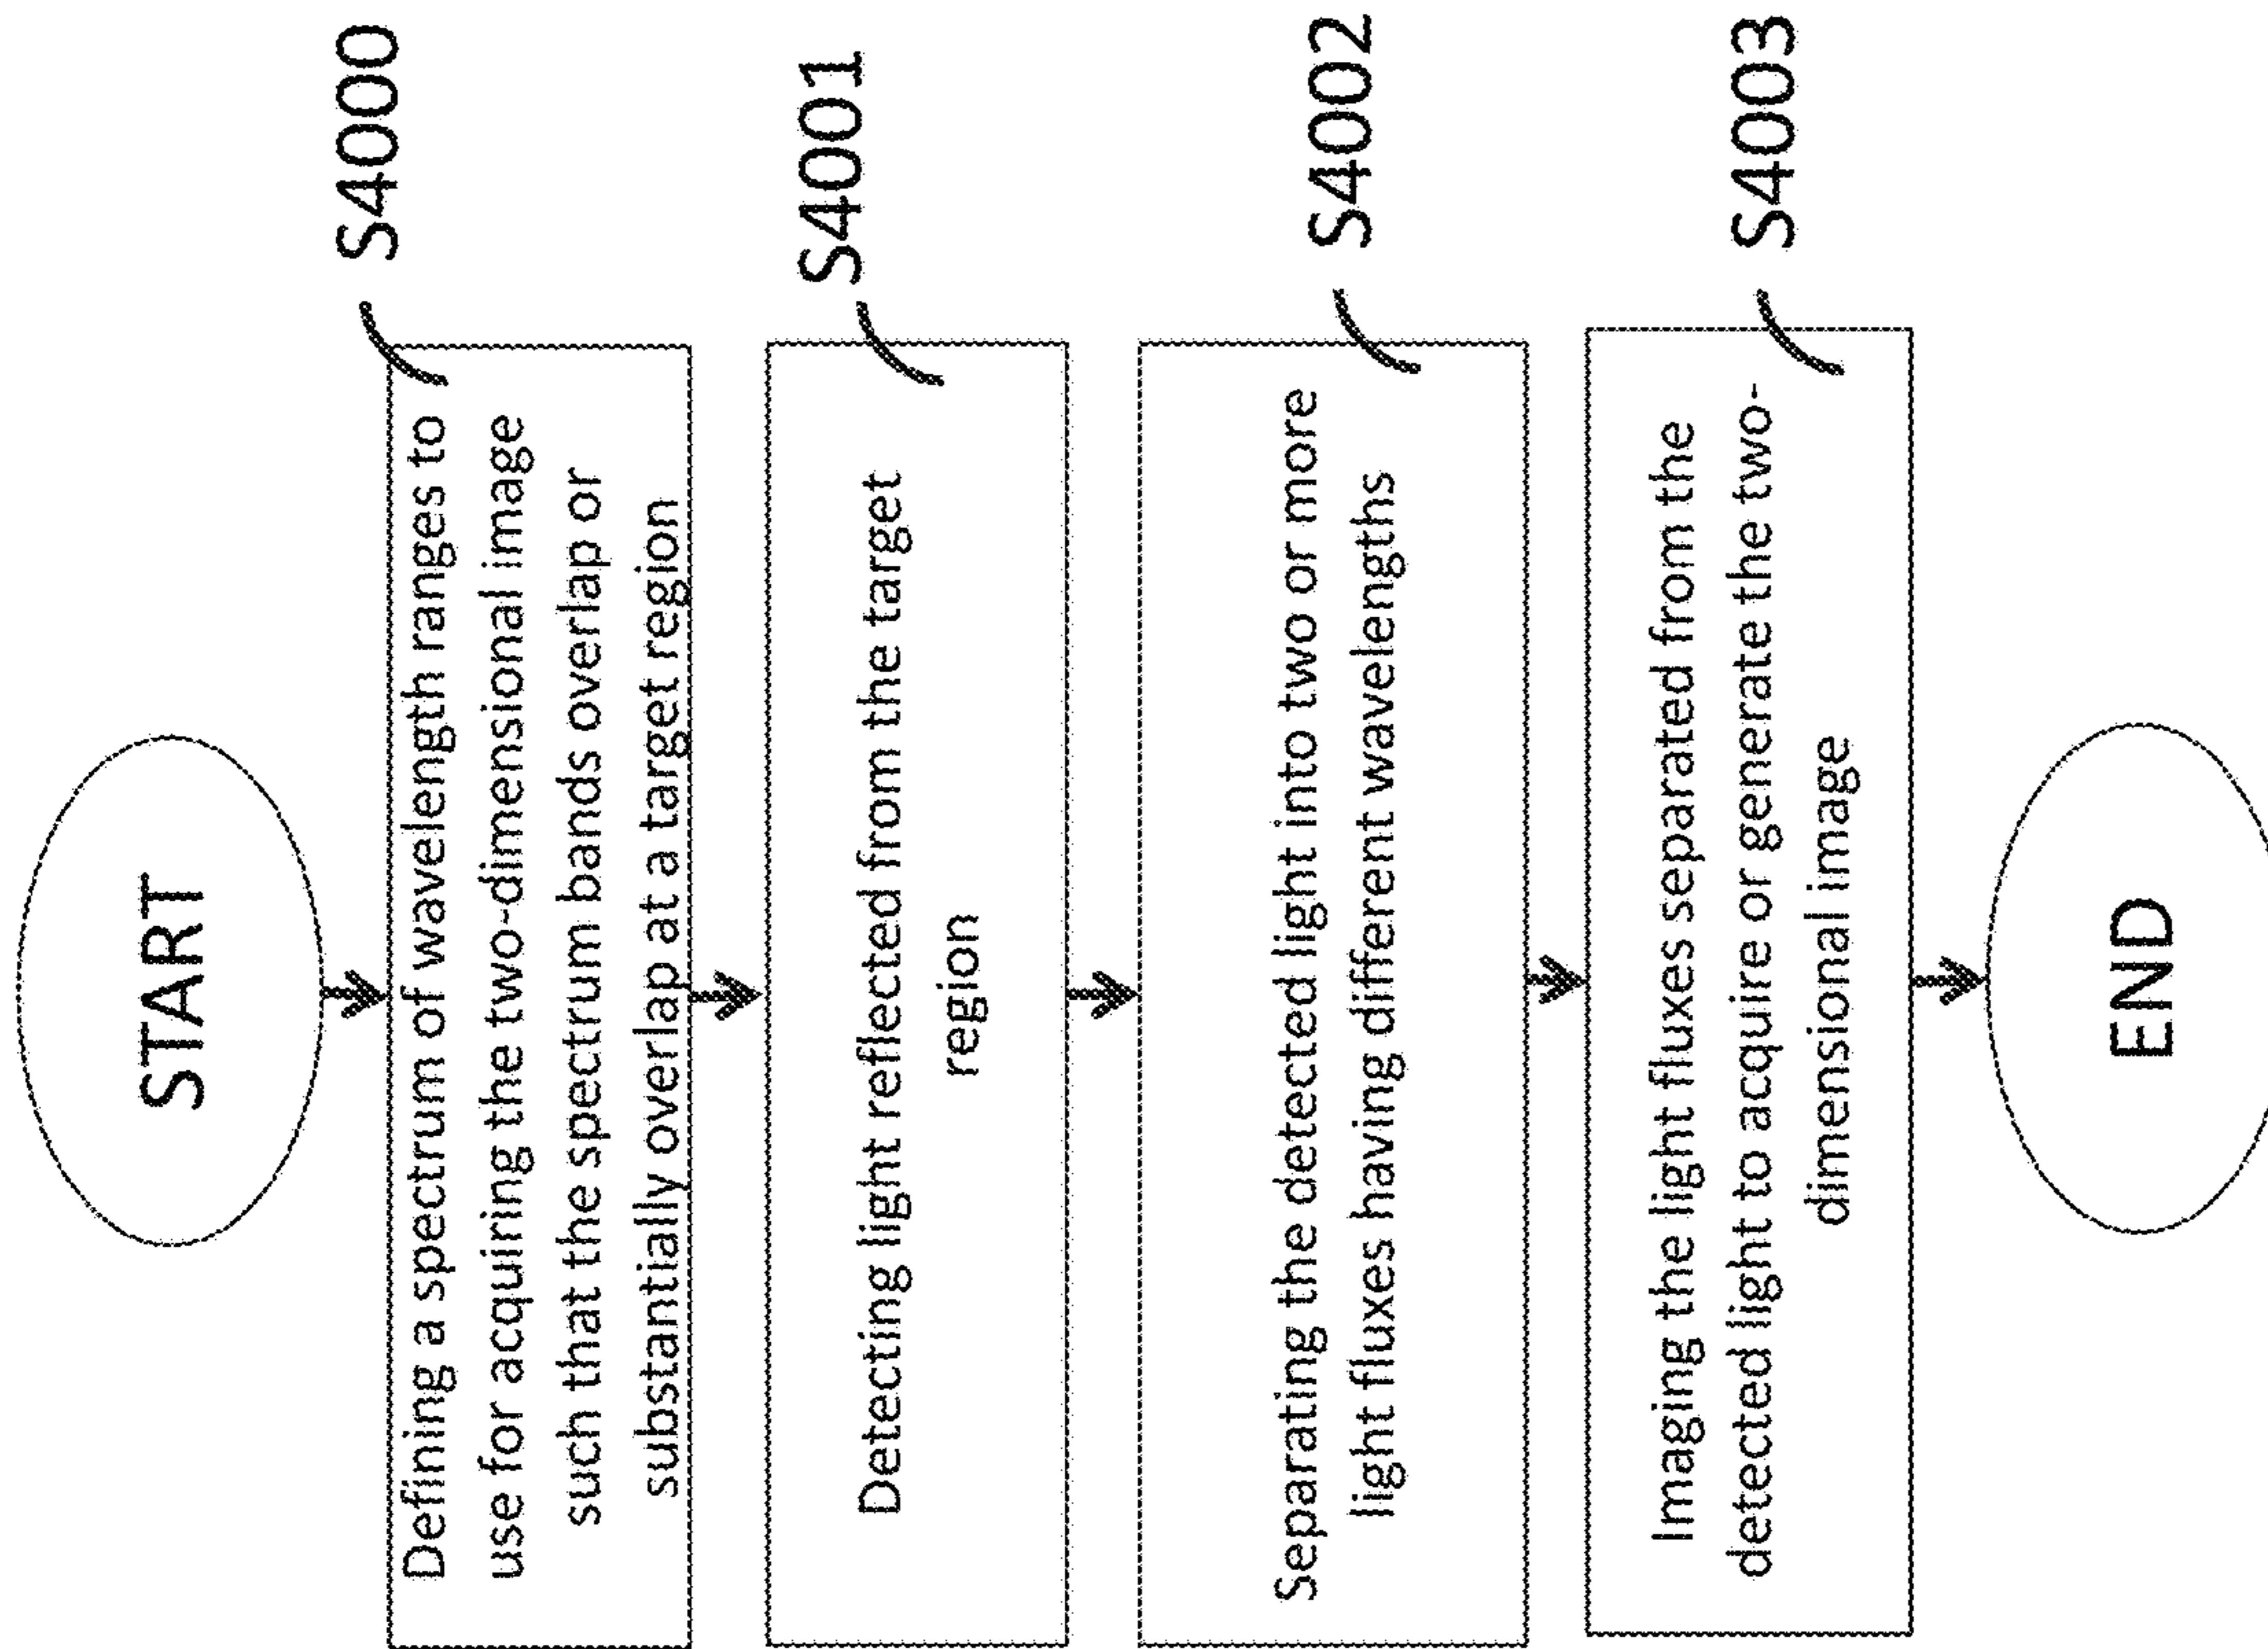 START
S4000
Defining a spectrum of wavelength ranges to
use for acquiring the two-dimensional image
such that the spectrum bands overlap or
substantially overlap at a target region
S4001
Detecting light reflected from the target
region
S4002
Separating the detected light into two or more
light fluxes having different wavelengths
S4003
Imaging the light fluxes separated from the
detected light to acquire or generate the two-
dimensional image
END